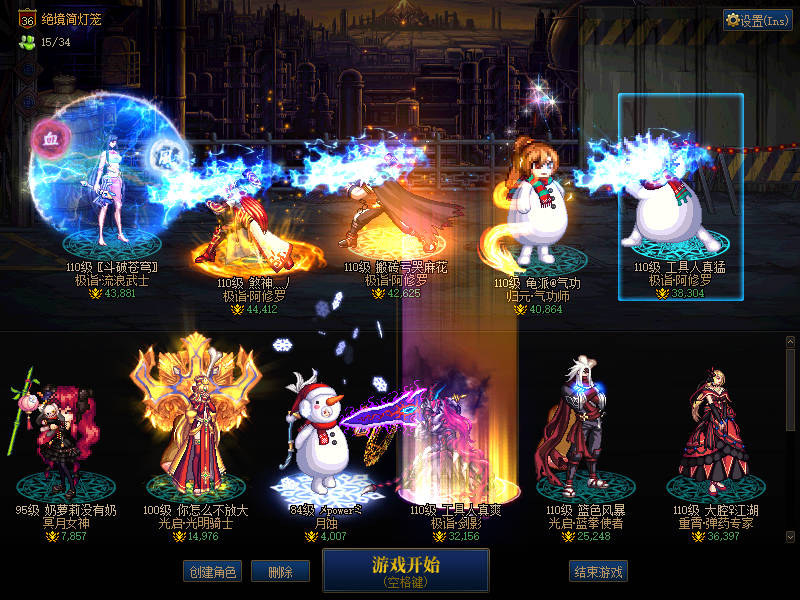 36 绝境简灯笼
15/34
设置(Ins)
血
風
110级〖斗破苍穹〗
极诣·流浪武士
43,881
110级 煞神...丿
极诣·阿修罗
44,412
110级 搬砖亏哭麻花
极诣·阿修罗
42,625
110级 龟派@气功
归元·气功师
40,864
110级 工具人真猛
极诣·阿修罗
38,304
95级 奶萝莉没有奶
冥月女神
7,857
100级 你怎么不放大
光启·光明骑士
14,976
84级 power
月蚀
4,007
110级 工具人真爽
极诣·剑影
32,156
110级 篮色风暴
光启·蓝拳使者
25,248
110级 大腔彡江湖
重霄·弹药专家
36,397
创建角色
删除
游戏开始
(空格键)
结束游戏